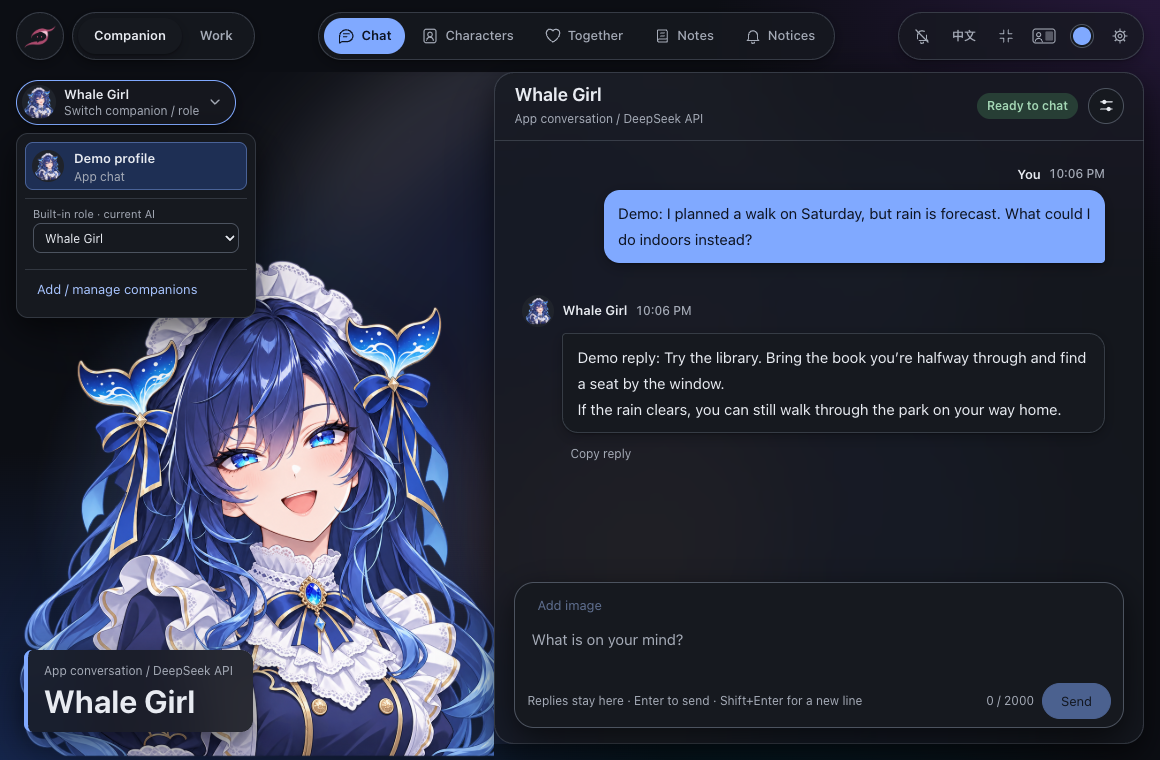 Companion
Work
Chat
Characters
Together
Notes
Notices
中文
Whale Girl
Switch companion / role
Demo profile
App chat
Built-in role · current AI
Whale Girl
Add / manage companions
App conversation / DeepSeek API
Whale Girl
Whale Girl
App conversation / DeepSeek API
Ready to chat
You 10:06 PM
Demo: I planned a walk on Saturday, but rain is forecast. What could I
do indoors instead?
Whale Girl 10:06 PM
Demo reply: Try the library. Bring the book you’re halfway through and find
a seat by the window.
If the rain clears, you can still walk through the park on your way home.
Copy reply
Add image
What is on your mind?
Replies stay here · Enter to send · Shift+Enter for a new line
0 / 2000
Send